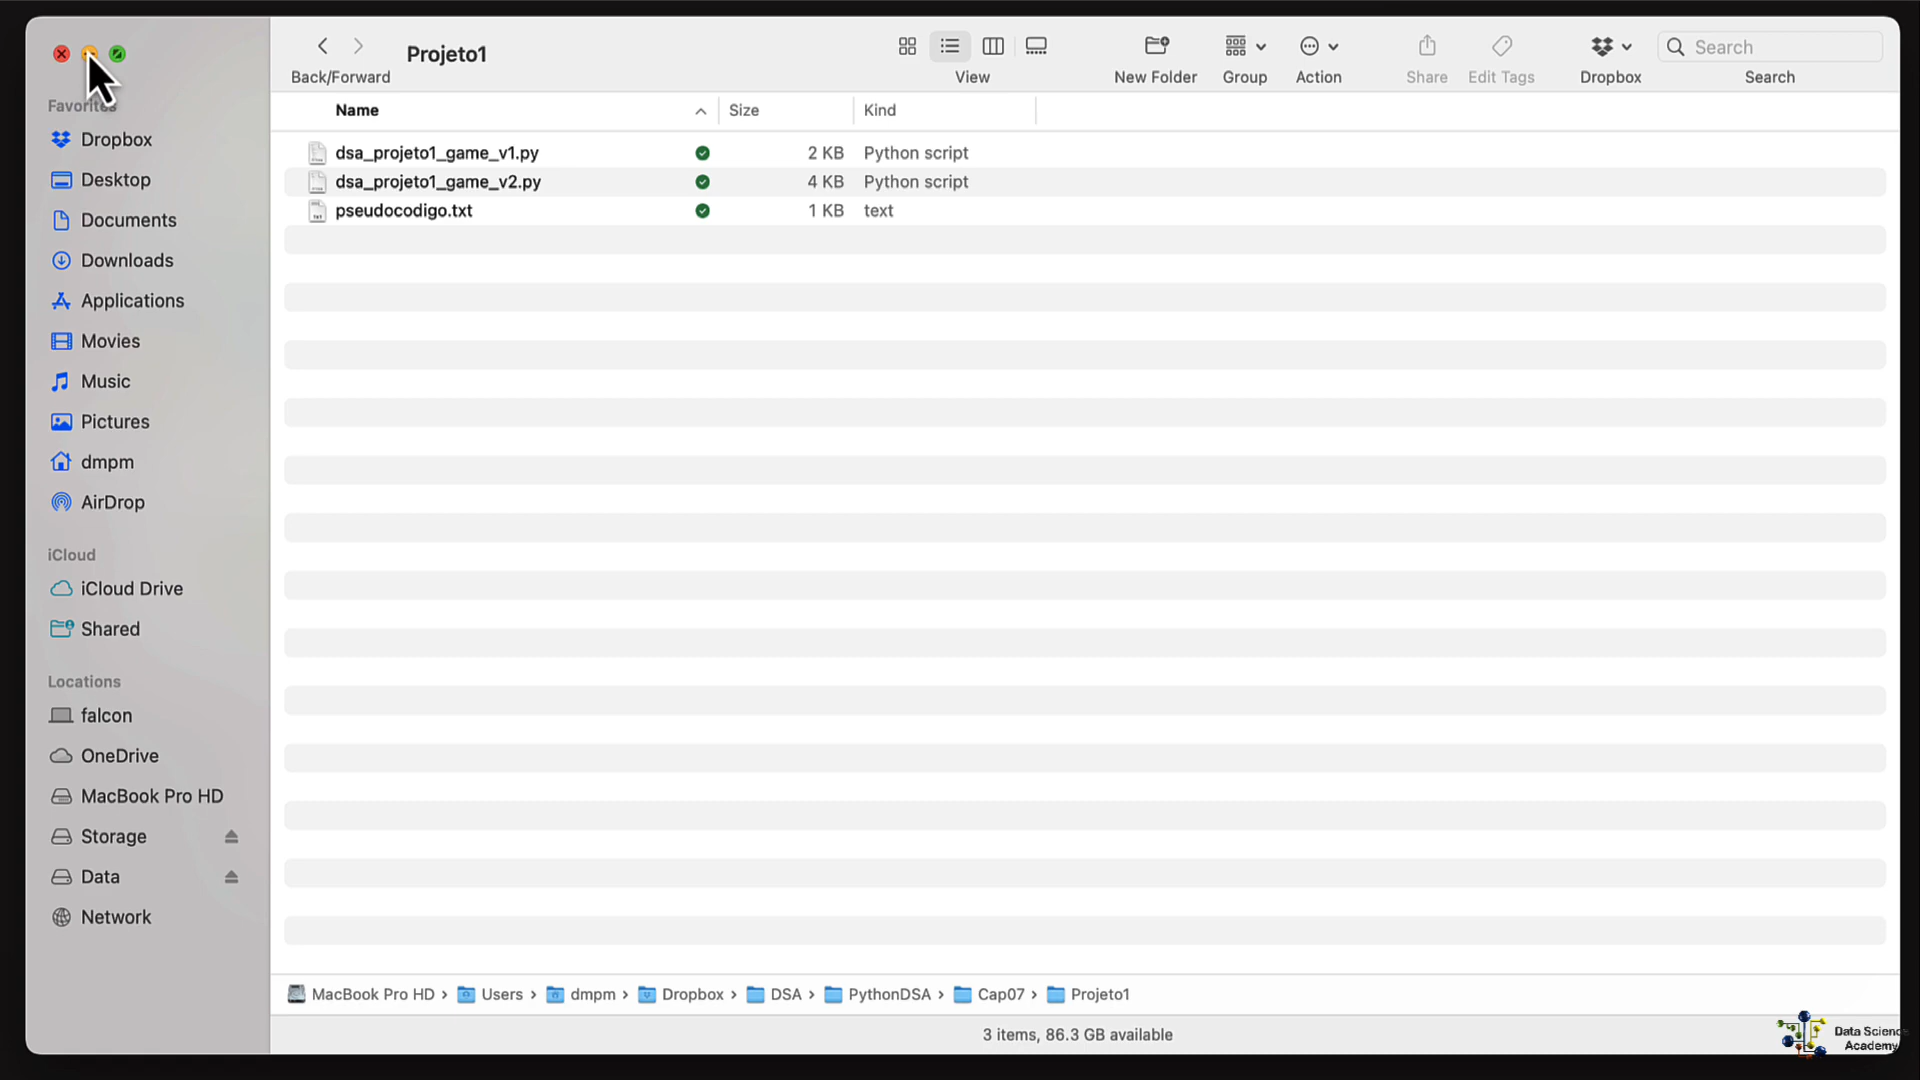 Projeto1
Back/Forward
View
New Folder
Group
Action
Share
Edit Tags
Dropbox
Search
Search
Favorites
Dropbox
Desktop
Documents
Downloads
Applications
Movies
Music
Pictures
dmpm
AirDrop
iCloud
iCloud Drive
Shared
Locations
falcon
OneDrive
MacBook Pro HD
Storage
Data
Network
Name Size Kind
dsa_projeto1_game_v1.py 2 KB Python script
dsa_projeto1_game_v2.py 4 KB Python script
pseudocodigo.txt 1 KB text
MacBook Pro HD › Users › dmpm › Dropbox › DSA › PythonDSA › Cap07 › Projeto1
3 items, 86.3 GB available
Data Science
Academy